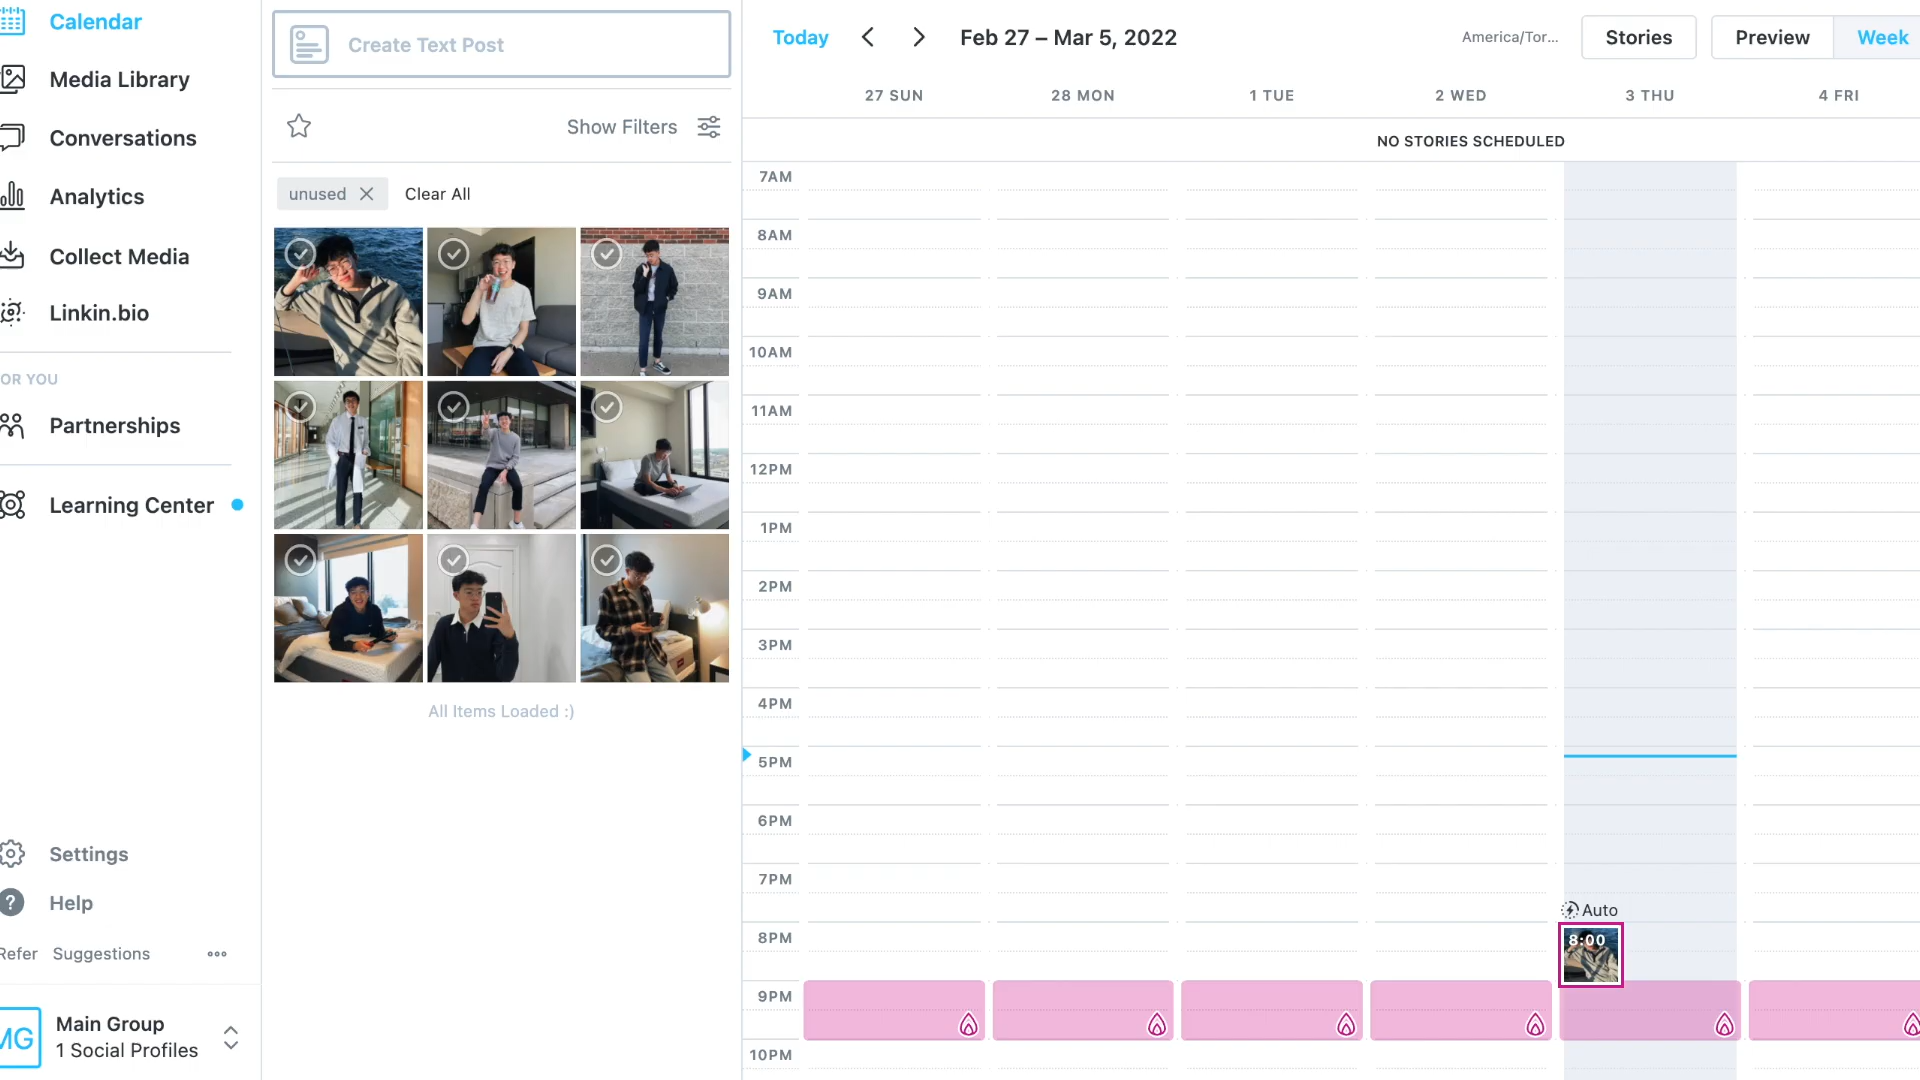 Calendar
Media Library
Conversations
Analytics
Collect Media
Linkin.bio
OR YOU
Partnerships
Learning Center
Settings
?
Help
Refer Suggestions
MG
Main Group
1 Social Profiles
Create Text Post
Show Filters
unused
Clear All
All Items Loaded :)
Today
Feb 27 – Mar 5, 2022
America/Tor...
Stories
Preview
Week
27 SUN
28 MON
1 TUE
2 WED
3 THU
4 FRI
NO STORIES SCHEDULED
7AM
8AM
9AM
10AM
11AM
12PM
1PM
2PM
3PM
4PM
5PM
6PM
7PM
Auto
8PM
8:00
9PM
10PM